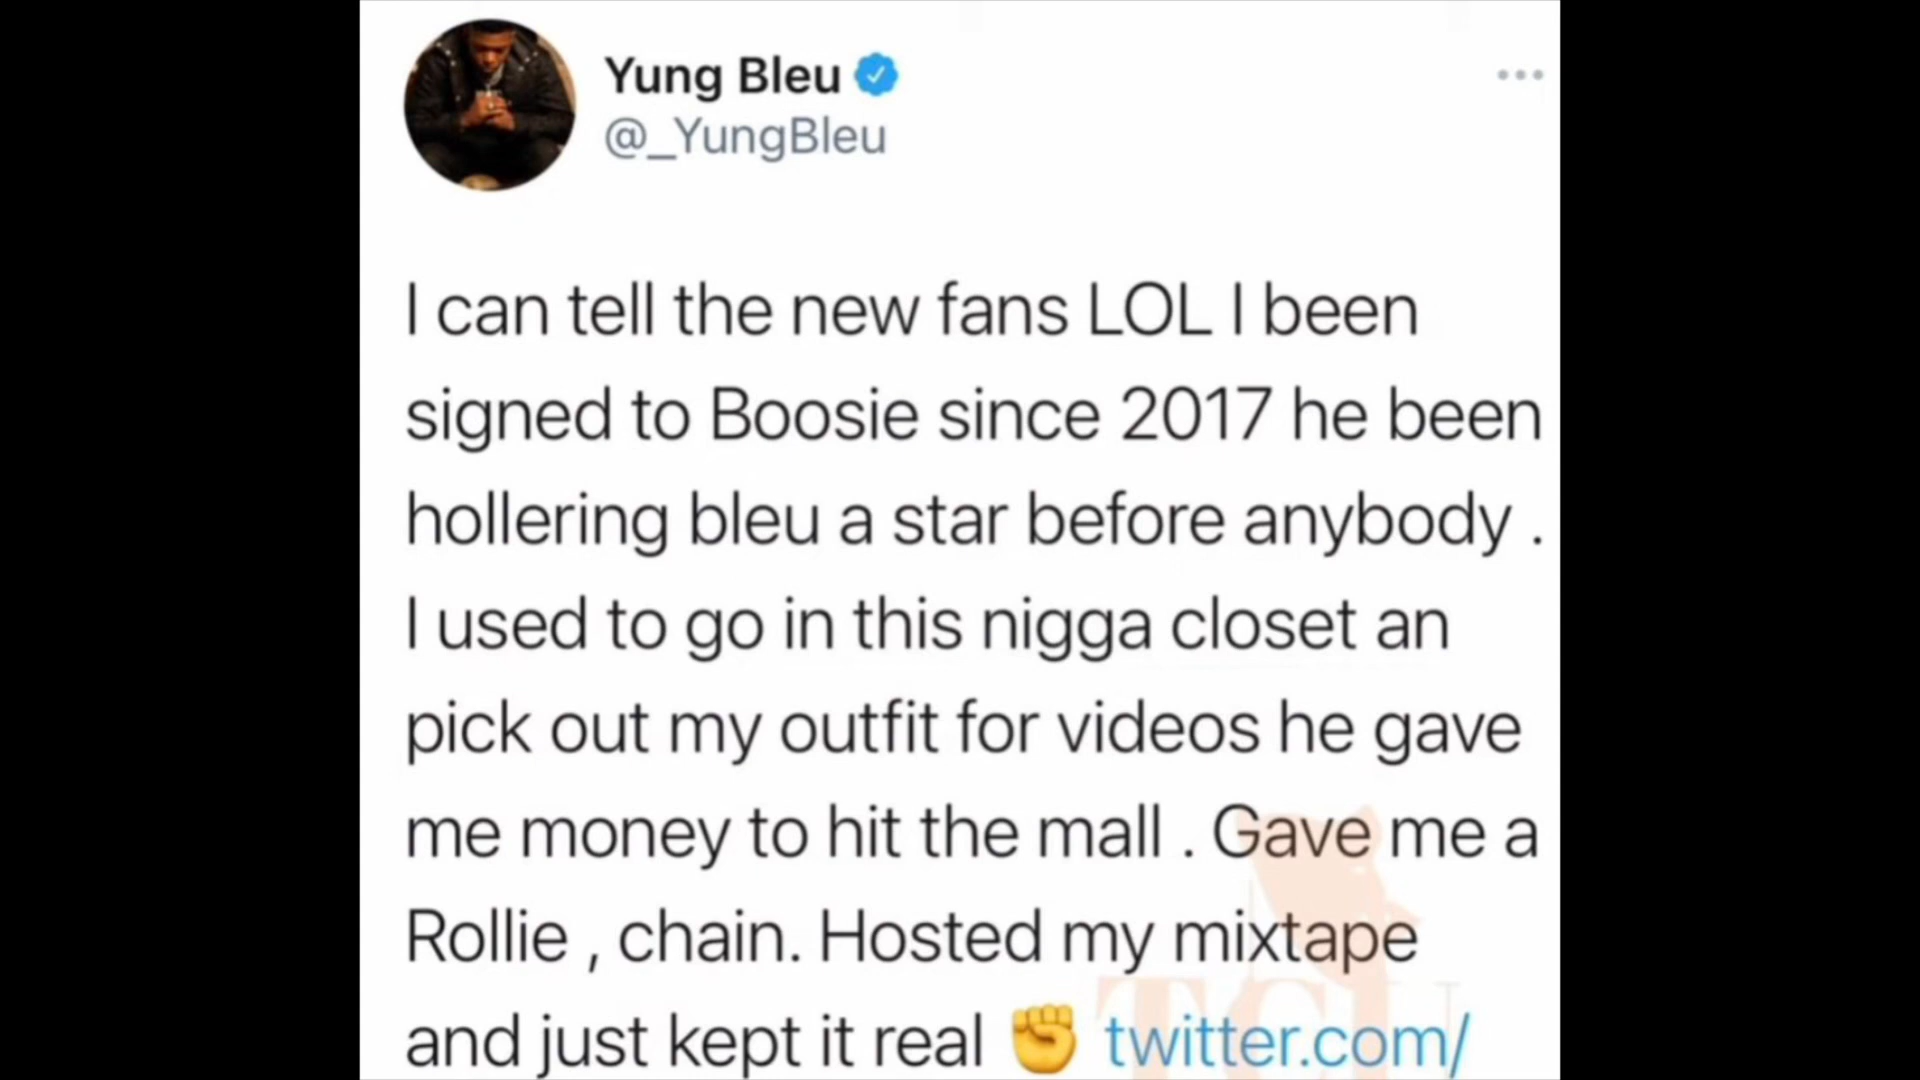 Yung Bleu
@_YungBleu
I can tell the new fans LOL I been
signed to Boosie since 2017 he been
hollering bleu a star before anybody .
I used to go in this nigga closet an
pick out my outfit for videos he gave
me money to hit the mall . Gave me a
Rollie , chain. Hosted my mixtape
and just kept it real ✊ twitter.com/
TCU